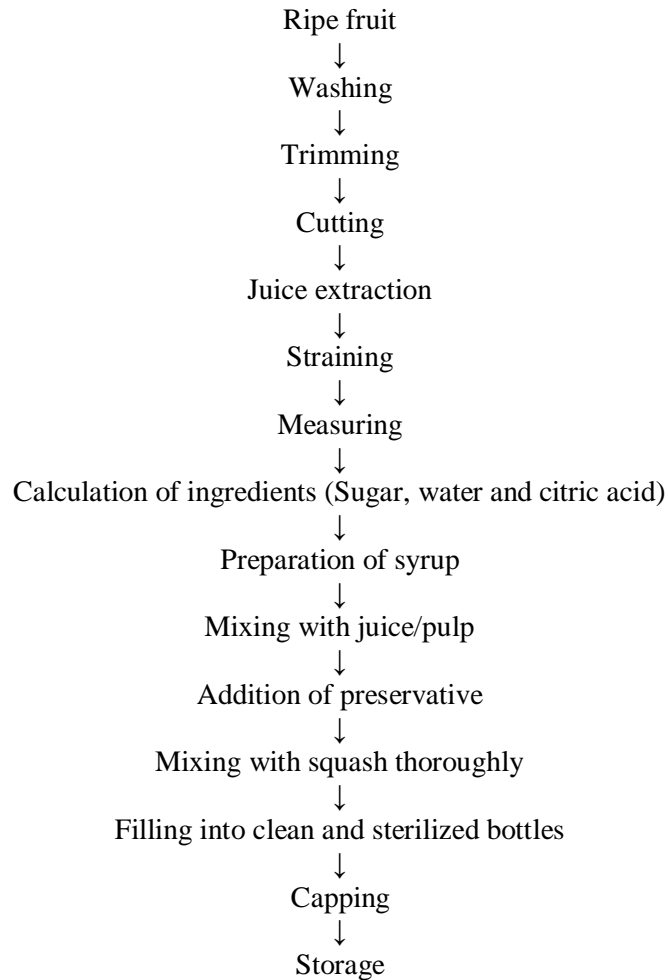 Ripe fruit
↓
Washing
↓
Trimming
↓
Cutting
↓
Juice extraction
↓
Straining
↓
Measuring
↓
Calculation of ingredients (Sugar, water and citric acid)
↓
Preparation of syrup
↓
Mixing with juice/pulp
↓
Addition of preservative
↓
Mixing with squash thoroughly
↓
Filling into clean and sterilized bottles
↓
Capping
↓
Storage